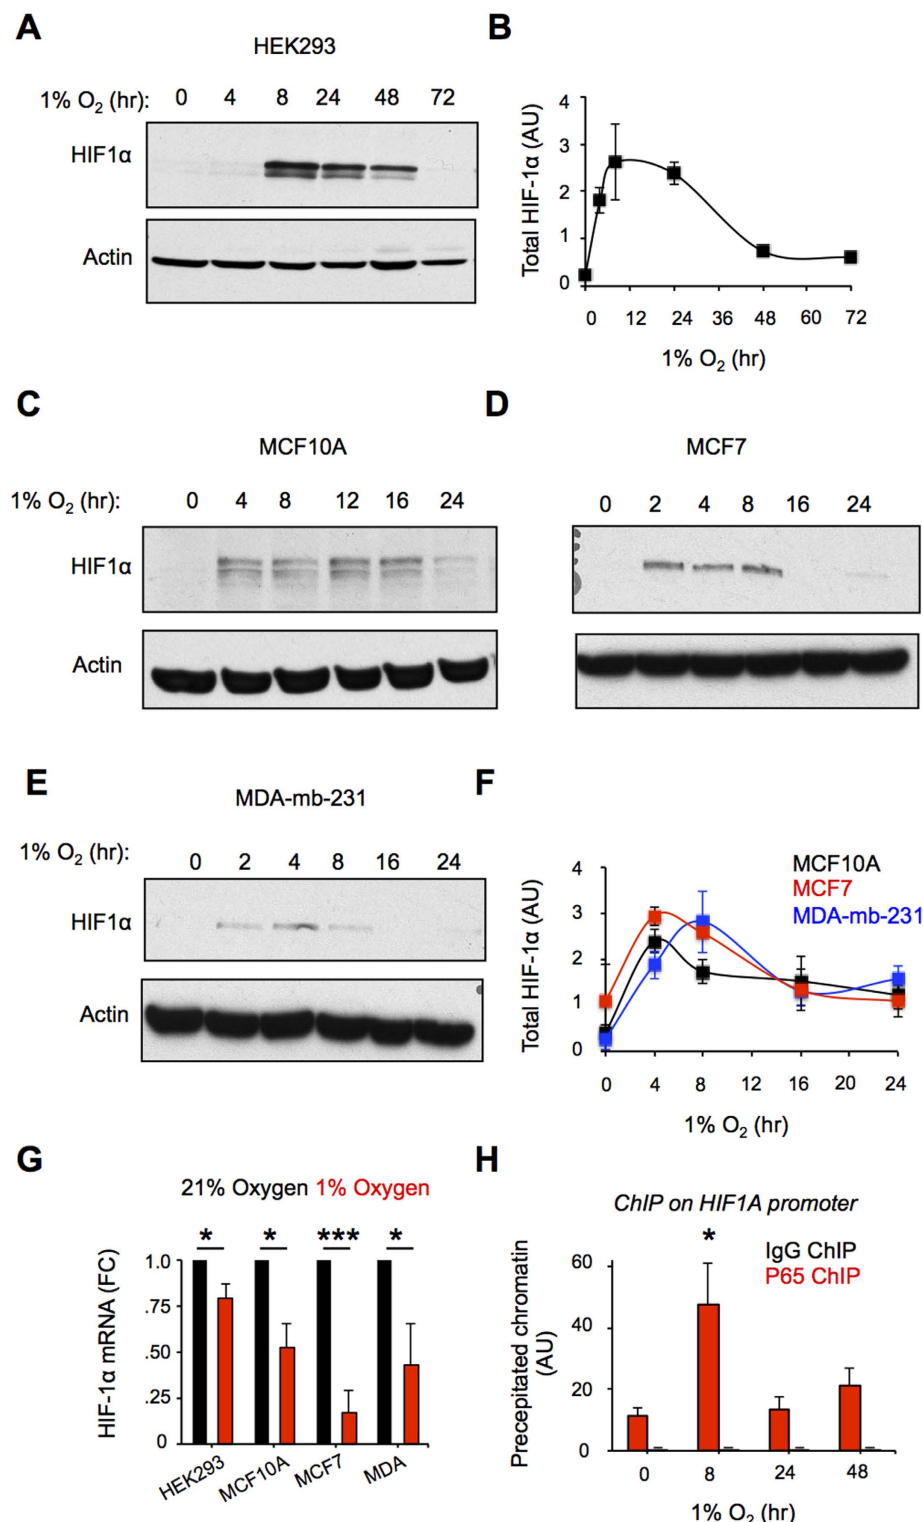 A
HEK293
1% O₂ (hr): 0 4 8 24 48 72
HIF1α
Actin
B
Total HIF-1α (AU)
4
3
2
1
0
0 12 24 36 48 60 72
1% O₂ (hr)
C
MCF10A
1% O₂ (hr): 0 4 8 12 16 24
HIF1α
Actin
D
MCF7
0 2 4 8 16 24
E
MDA-mb-231
1% O₂ (hr): 0 2 4 8 16 24
HIF1α
Actin
F
MCF10A
MCF7
MDA-mb-231
Total HIF-1α (AU)
4
3
2
1
0
0 4 8 12 16 20 24
1% O₂ (hr)
G
21% Oxygen 1% Oxygen
* * *** *
HIF-1α mRNA (FC)
1.0
.75
.50
.25
0
HEK293 MCF10A MCF7 MDA
H
ChIP on HIF1A promoter
*
IgG ChIP
P65 ChIP
Precepitated chromatin
(AU)
60
40
20
0
0 8 24 48
1% O₂ (hr)